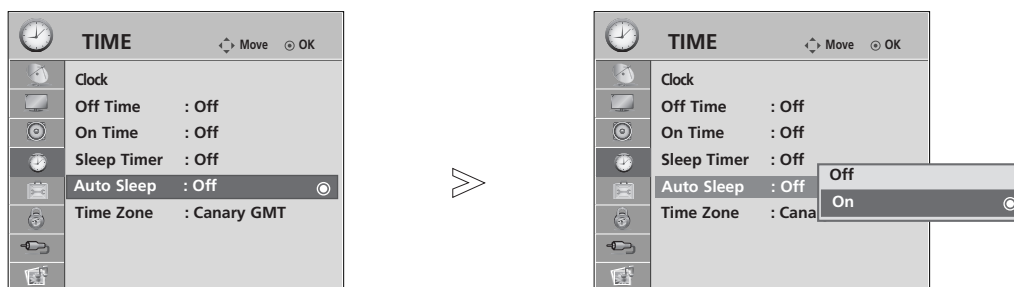 TIME Move OK
Clock
Off Time : Off
On Time : Off
Sleep Timer : Off
Auto Sleep : Off
Time Zone : Canary GMT
TIME Move OK
Clock
Off Time : Off
On Time : Off
Sleep Timer : Off
Auto Sleep : Off
Time Zone : Cana
Off
On